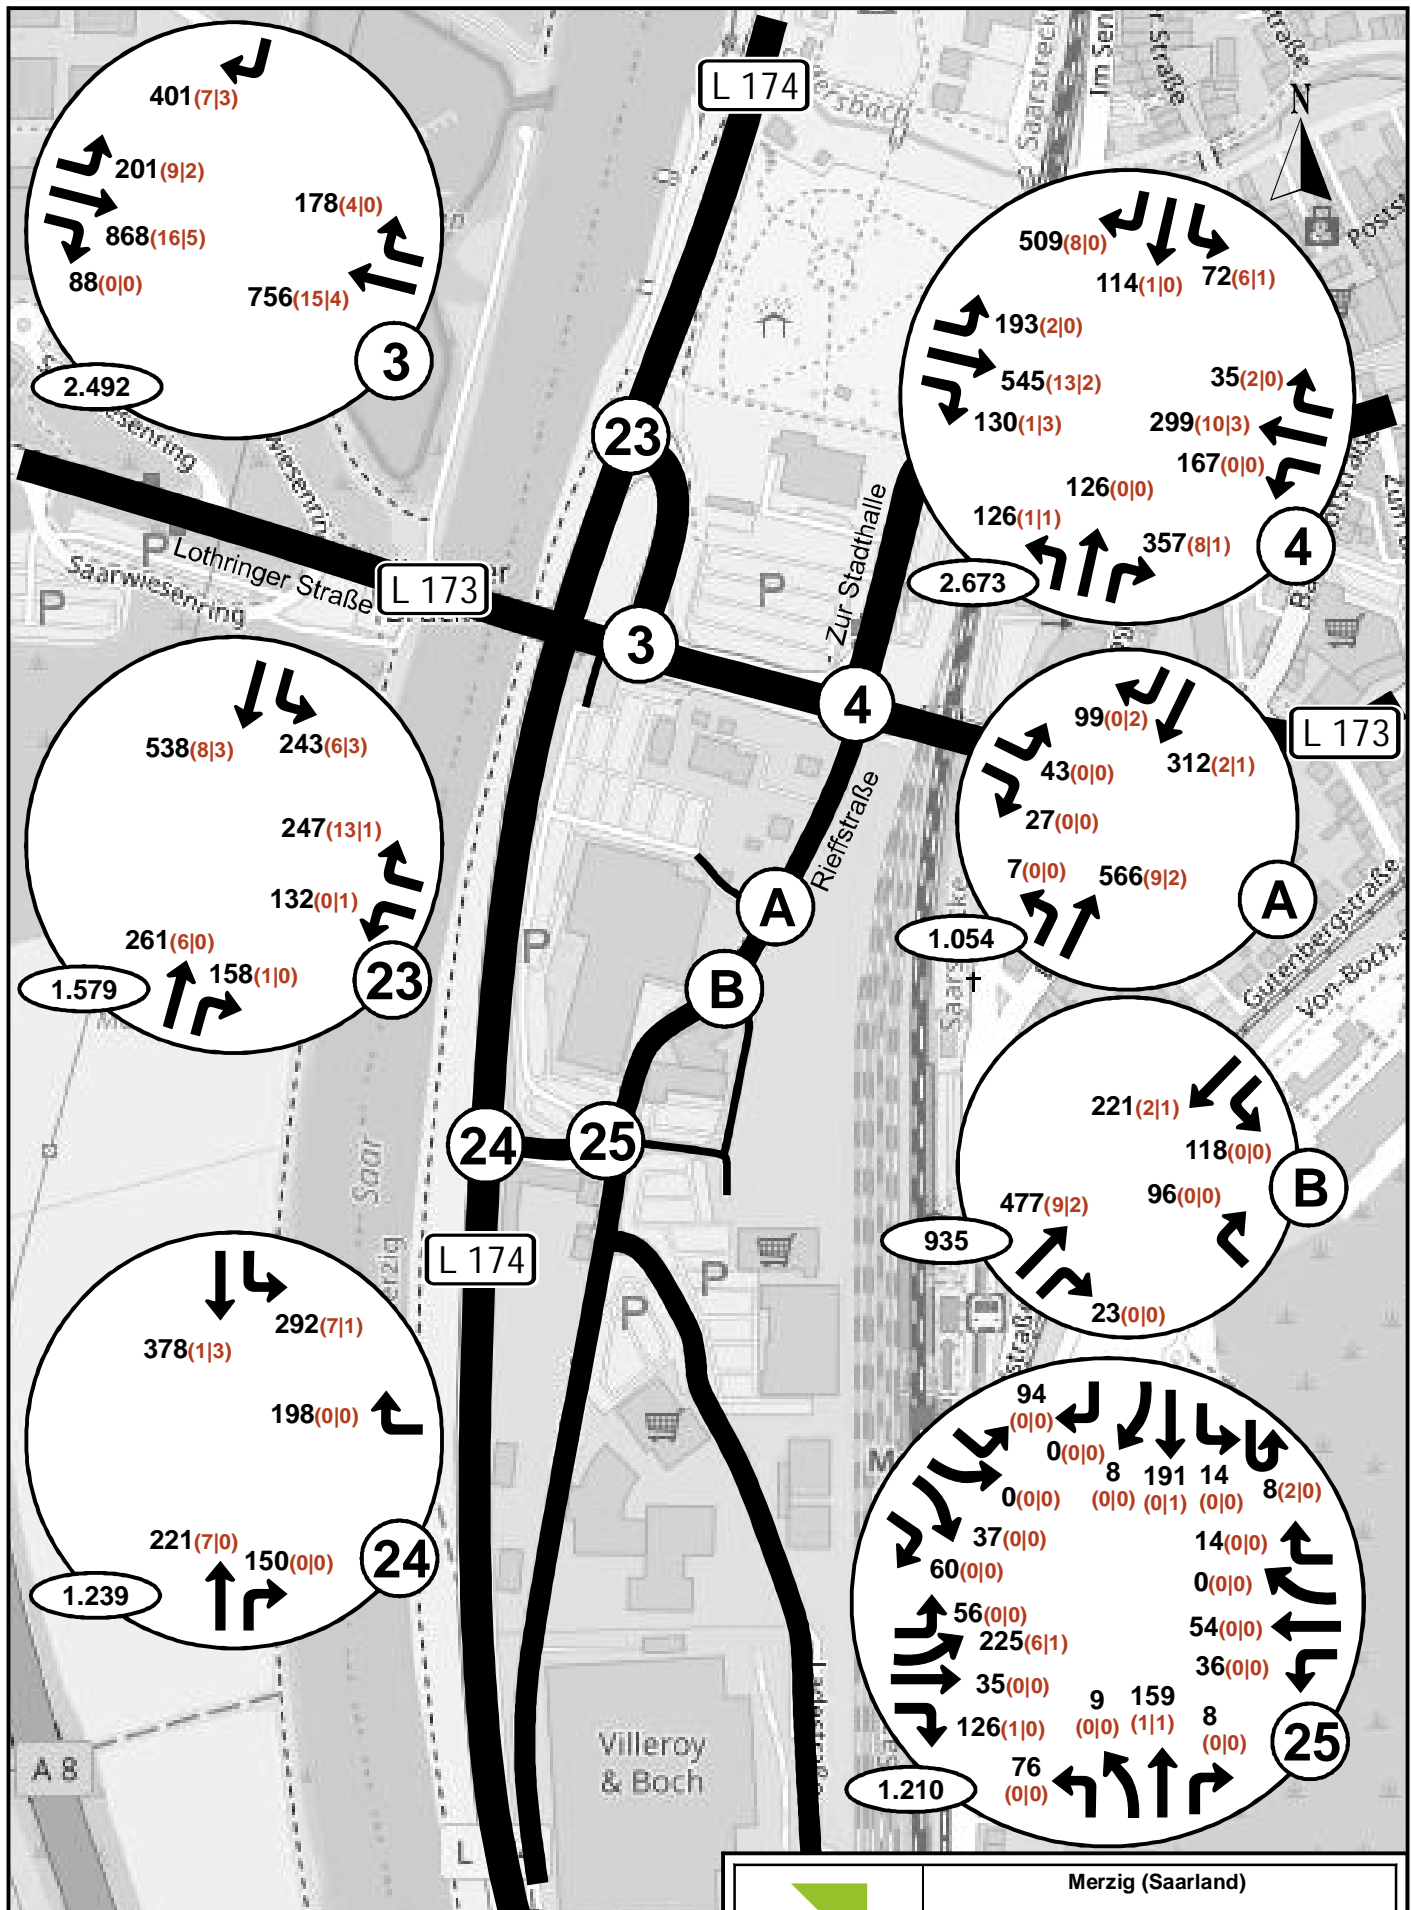 401(7|3)
201(9|2)
868(16|5)
88(0|0)
178(4|0)
756(15|4)
3
2.492
L 174
N
509(8|0)
114(1|0)
72(6|1)
193(2|0)
545(13|2)
130(1|3)
35(2|0)
299(10|3)
167(0|0)
126(0|0)
126(1|1)
357(8|1)
4
2.673
Saarstrecke
Im Sen
r Straße
straße
Posts
23
Lothringer Straße
Saarwiesenring
wiesenring
esenring
P
P
L 173
3
P
Zur Stadthalle
4
L 173
538(8|3)
243(6|3)
247(13|1)
132(0|1)
261(6|0)
158(1|0)
23
1.579
99(0|2)
312(2|1)
43(0|0)
27(0|0)
7(0|0)
566(9|2)
A
1.054
Rieffstraße
A
P
B
Gutenbergstraße
Von-Boch-
221(2|1)
118(0|0)
477(9|2)
96(0|0)
23(0|0)
B
935
24
25
Saar
L 174
P
P
378(1|3)
292(7|1)
198(0|0)
221(7|0)
150(0|0)
24
1.239
94
(0|0)
0(0|0)
8
(0|0)
191
(0|1)
14
(0|0)
8(2|0)
0(0|0)
37(0|0)
60(0|0)
14(0|0)
0(0|0)
54(0|0)
36(0|0)
56(0|0)
225(6|1)
35(0|0)
126(1|0)
76
(0|0)
9
(0|0)
159
(1|1)
8
(0|0)
25
1.210
Villeroy
& Boch
A 8
L
Merzig (Saarland)